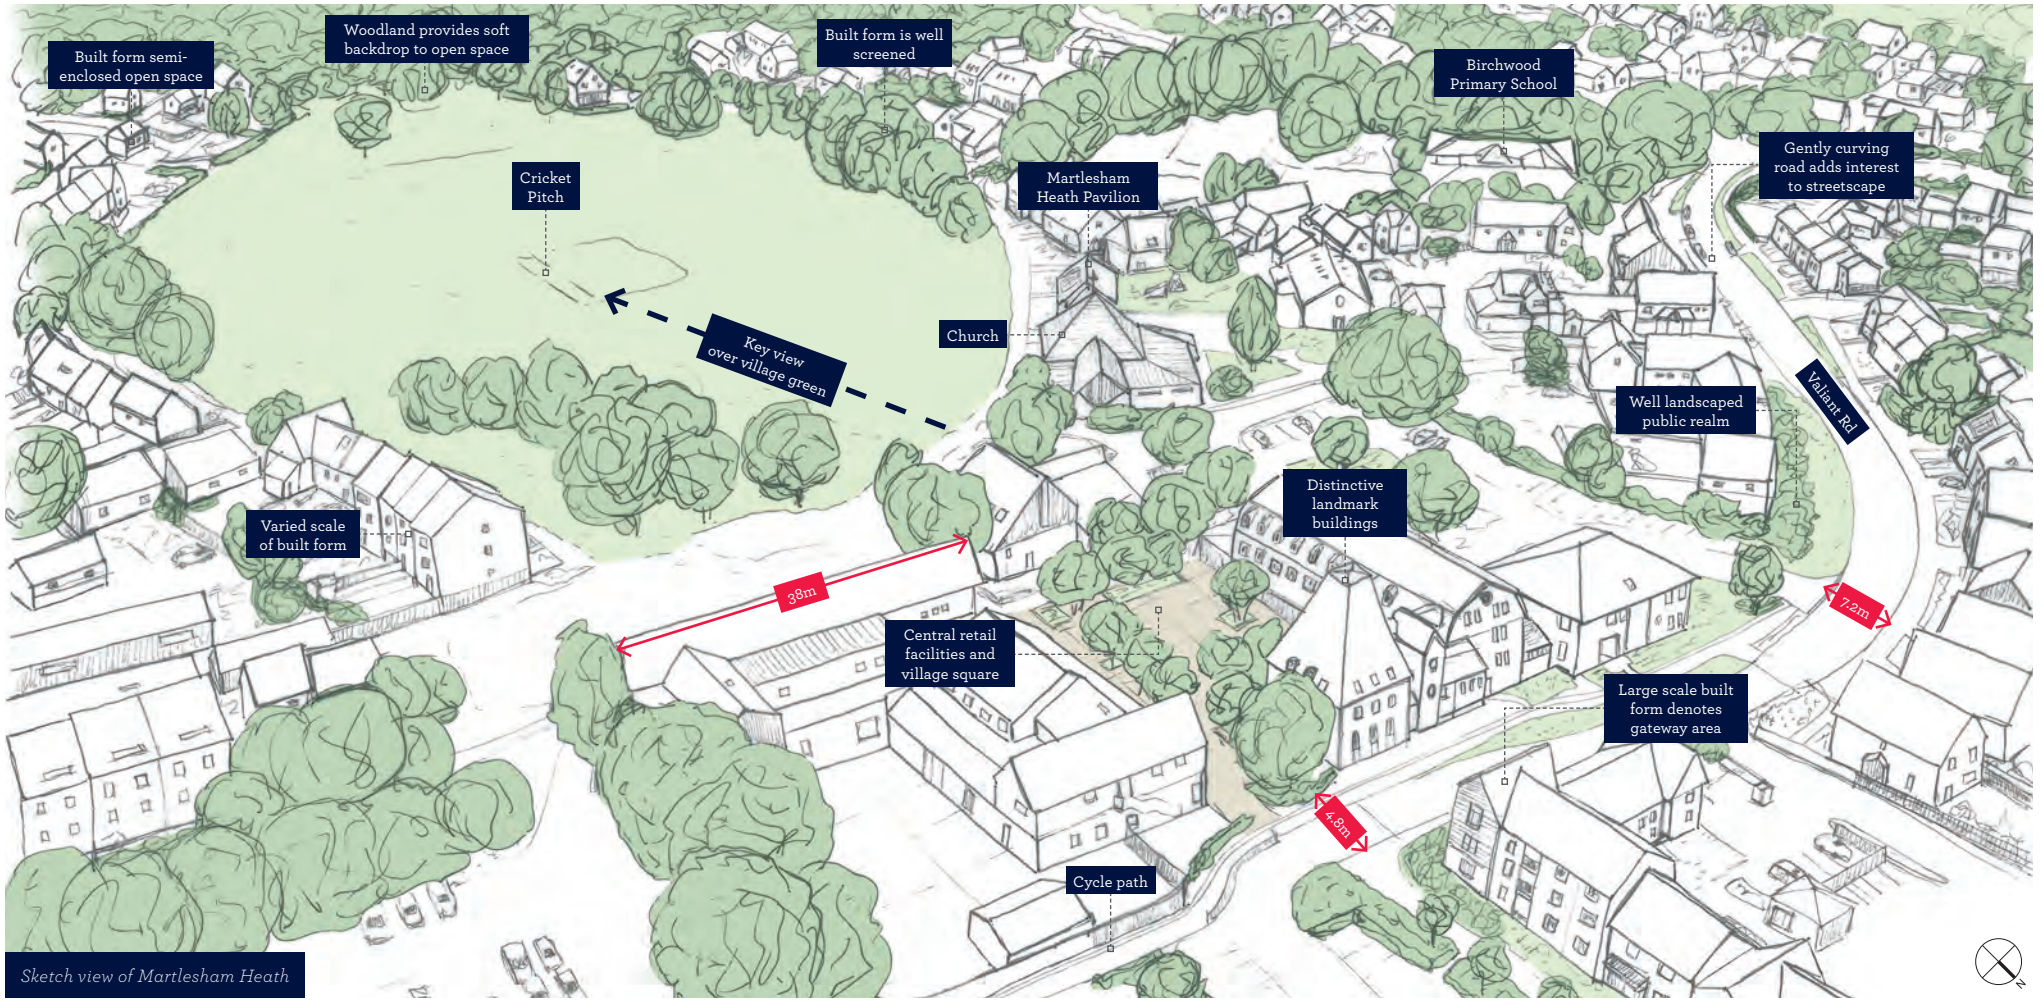 Built form semi-
enclosed open space
Woodland provides soft
backdrop to open space
Built form is well
screened
Birchwood
Primary School
Gently curving
road adds interest
to streetscape
Cricket
Pitch
Martlesham
Heath Pavilion
Church
Key view
over village green
Valiant Rd
Well landscaped
public realm
Distinctive
landmark
buildings
Varied scale
of built form
38m
7.2m
Central retail
facilities and
village square
Large scale built
form denotes
gateway area
4.8m
Cycle path
Sketch view of Martlesham Heath
N